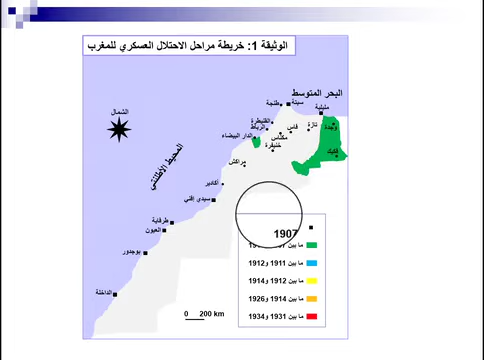 الوثيقة 1: خريطة مراحل الاحتلال العسكري للمغرب
البحر المتوسط
سبتة
طنجة
مليلية
الشمال
القنيطرة
الرباط
الدار البيضاء
فاس
تازة
وجدة
مكناس
خنيفرة
فكيك
مراكش
المحيط الأطلنتي
أكادير
سيدي إفني
طرفاية
العيون
بوجدور
الداخلة
1907
ما بين 1911 و1912
ما بين 1912 و1914
ما بين 1914 و1926
ما بين 1931 و1934
0 200 km